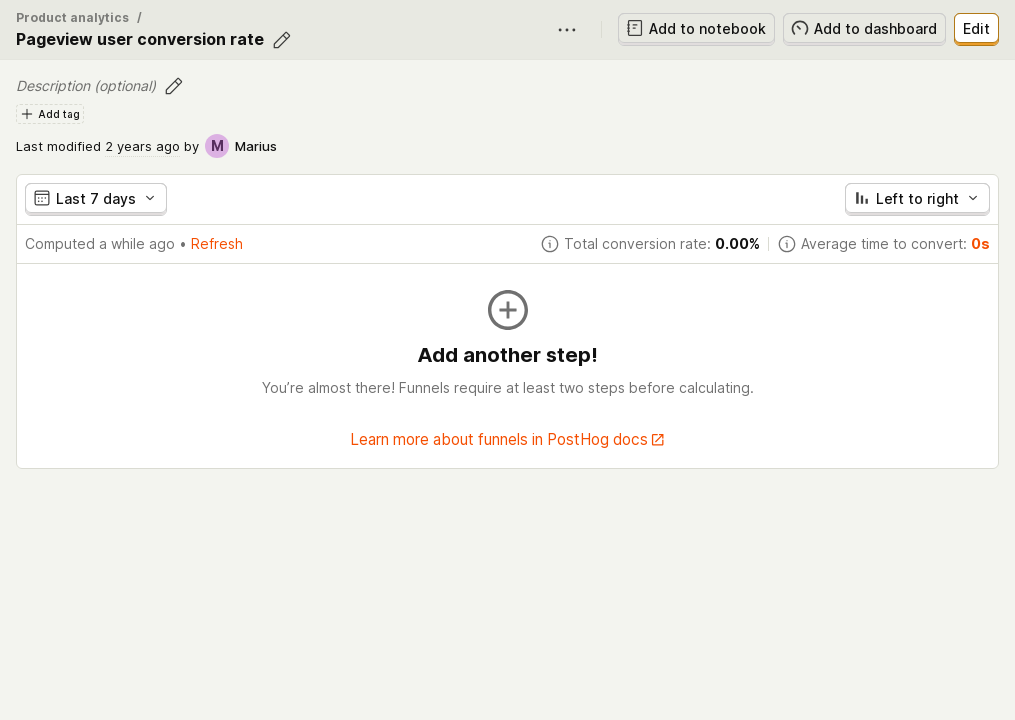 Product analytics /
Pageview user conversion rate
Add to notebook
Add to dashboard
Edit
Description (optional)
Add tag
Last modified 2 years ago by M Marius
Last 7 days
Left to right
Computed a while ago • Refresh
Total conversion rate: 0.00%
Average time to convert: 0s
Add another step!
You’re almost there! Funnels require at least two steps before calculating.
Learn more about funnels in PostHog docs